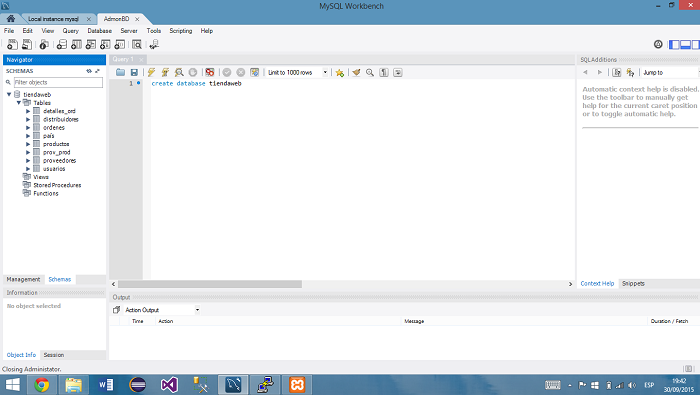 MySQL Workbench
Local instance mysql
AdmonBD
File Edit View Query Database Server Tools Scripting Help
Navigator
SCHEMAS
Filter objects
tiendaweb
Tables
detalles_ord
distribuidores
ordenes
país
productos
prov_prod
proveedores
usuarios
Views
Stored Procedures
Functions
Management Schemas
Information
No object selected
Object Info Session
Query 1
Limit to 1000 rows
1 create database tiendaweb
SQL Additions
Jump to
Automatic context help is disabled.
Use the toolbar to manually get
help for the current caret position
or to toggle automatic help.
Context Help Snippets
Output
Action Output
Time Action Message Duration / Fetch
Closing Administator.
ESP
19:42
30/09/2015